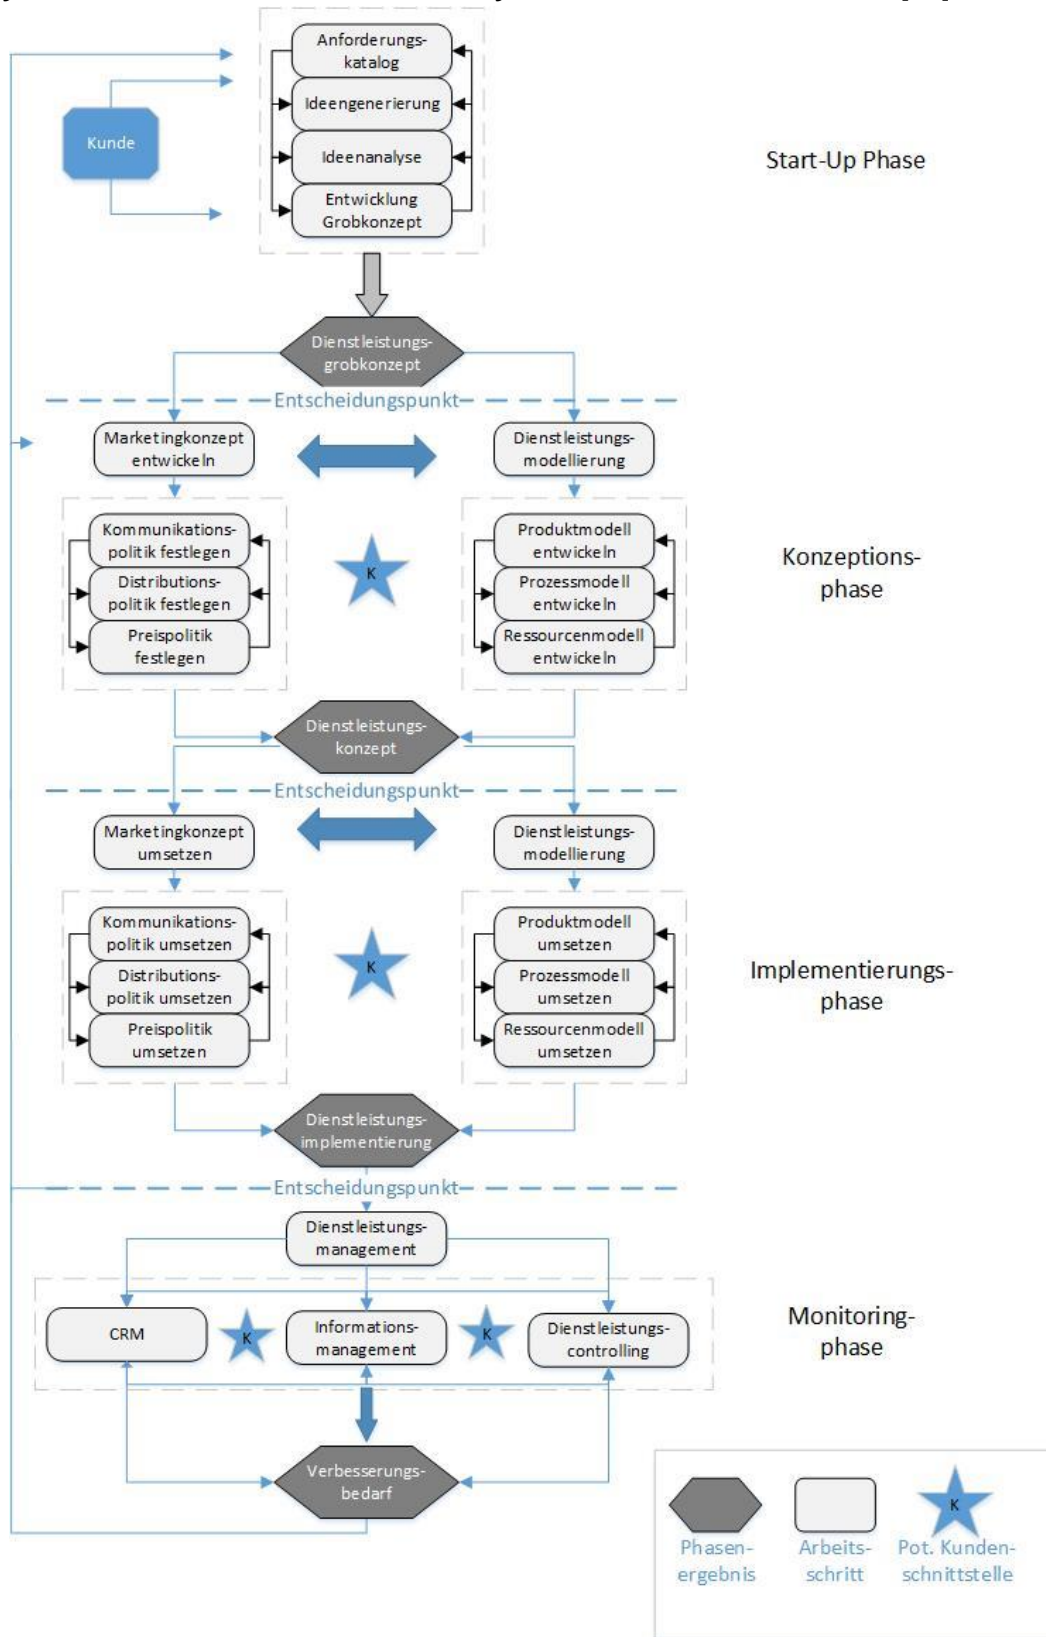 Anforderungs-
katalog
Ideengenerierung
Kunde
Ideenanalyse
Start-Up Phase
Entwicklung
Grobkonzept
Dienstleistungs-
grobkonzept
Entscheidungspunkt
Marketingkonzept
entwickeln
Dienstleistungs-
modellierung
Kommunikations-
politik festlegen
Distributions-
politik festlegen
Preispolitik
festlegen
K
Produktmodell
entwickeln
Prozessmodell
entwickeln
Ressourcenmodell
entwickeln
Konzeptions-
phase
Dienstleistungs-
konzept
Entscheidungspunkt
Marketingkonzept
umsetzen
Dienstleistungs-
modellierung
Kommunikations-
politik umsetzen
Distributions-
politik umsetzen
Preispolitik
umsetzen
K
Produktmodell
umsetzen
Prozessmodell
umsetzen
Ressourcenmodell
umsetzen
Implementierungs-
phase
Dienstleistungs-
implementierung
Entscheidungspunkt
Dienstleistungs-
management
CRM
K
Informations-
management
K
Dienstleistungs-
controlling
Monitoring-
phase
Verbesserungs-
bedarf
K
Phasen-
ergebnis
Arbeits-
schritt
Pot. Kunden-
schnittstelle